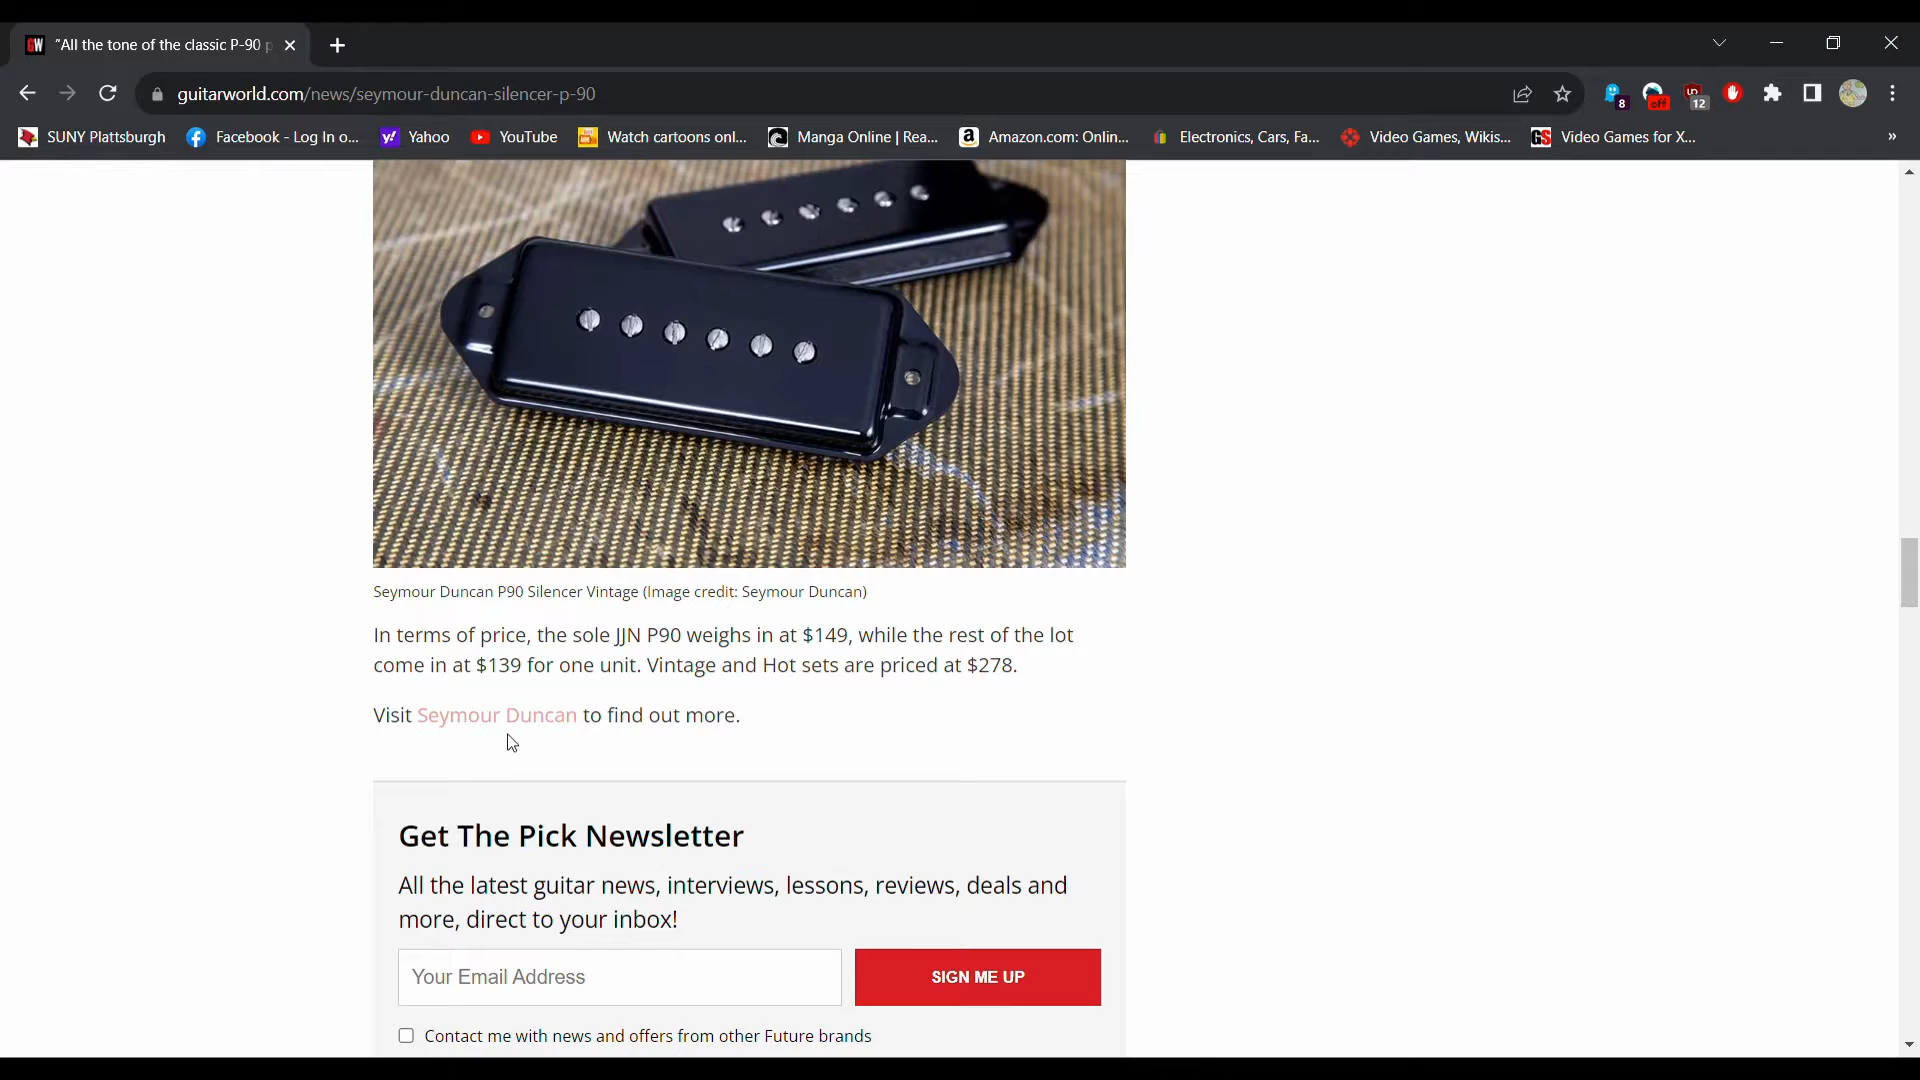 "All the tone of the classic P-90 p
guitarworld.com/news/seymour-duncan-silencer-p-90
8
off
12
SUNY Plattsburgh
Facebook - Log In o...
Yahoo
YouTube
Watch cartoons onl...
Manga Online | Rea...
Amazon.com: Onlin...
Electronics, Cars, Fa...
Video Games, Wikis...
Video Games for X...
Seymour Duncan P90 Silencer Vintage (Image credit: Seymour Duncan)
In terms of price, the sole JJN P90 weighs in at $149, while the rest of the lot
come in at $139 for one unit. Vintage and Hot sets are priced at $278.
Visit Seymour Duncan to find out more.
Get The Pick Newsletter
All the latest guitar news, interviews, lessons, reviews, deals and
more, direct to your inbox!
Your Email Address
SIGN ME UP
Contact me with news and offers from other Future brands